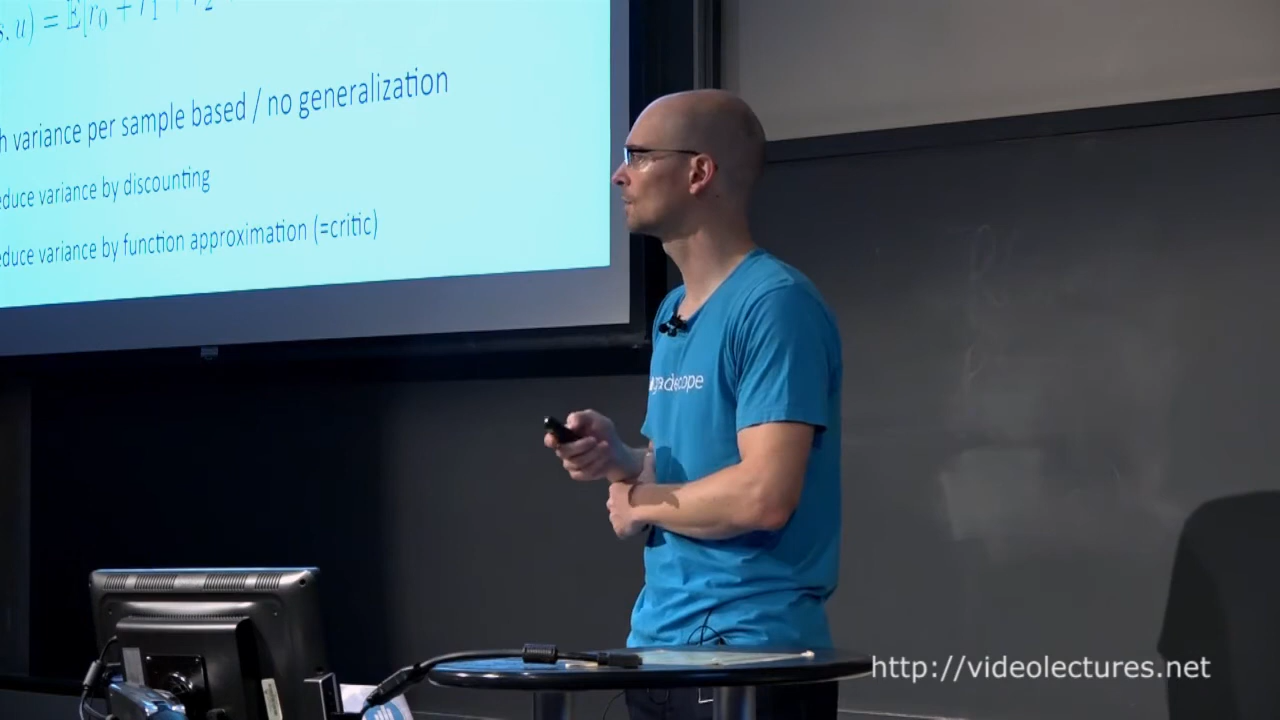 s, u) = 𝔼[r₀ + r₁ + r₂
h variance per sample based / no generalization
educe variance by discounting
educe variance by function approximation (=critic)
gradescope
http://videolectures.net